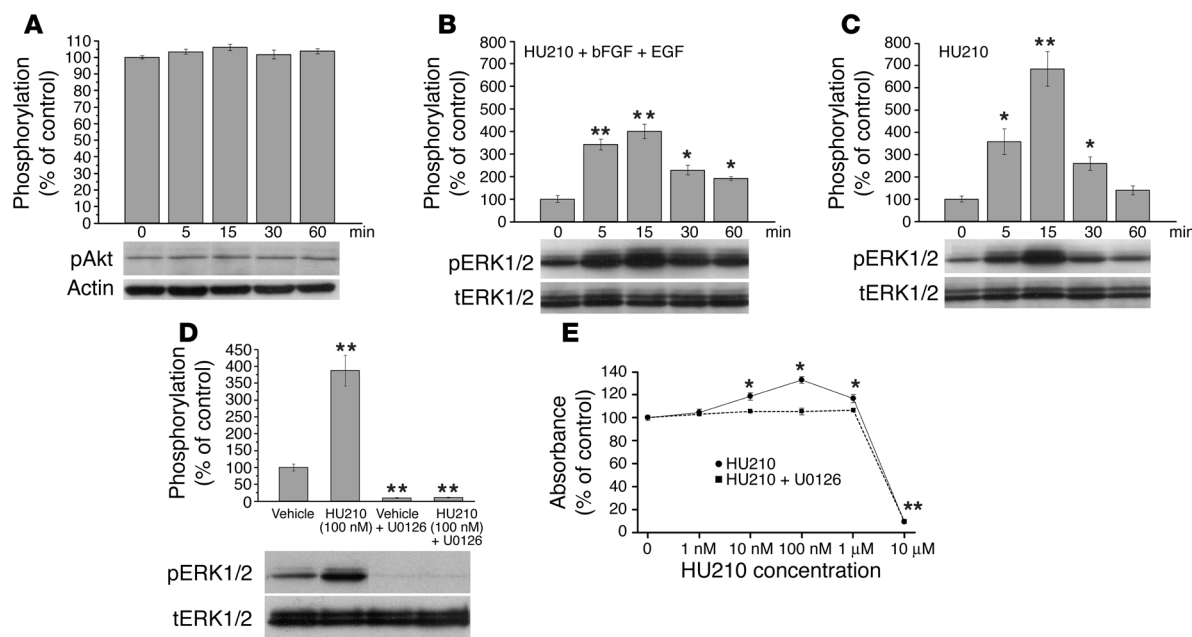 A
Phosphorylation
(% of control)
110
100
90
80
70
60
50
40
30
20
10
0
0 5 15 30 60 min
pAkt
Actin
B
Phosphorylation
(% of control)
800
700
600
500
400
300
200
100
0
HU210 + bFGF + EGF
** ** * *
0 5 15 30 60 min
pERK1/2
tERK1/2
C
Phosphorylation
(% of control)
800
700
600
500
400
300
200
100
0
HU210
* ** *
0 5 15 30 60 min
pERK1/2
tERK1/2
D
Phosphorylation
(% of control)
450
400
350
300
250
200
150
100
50
0
** ** **
Vehicle HU210 Vehicle HU210
(100 nM) + U0126 (100 nM)
+ U0126
pERK1/2
tERK1/2
E
Absorbance
(% of control)
140
120
100
80
60
40
20
0
* * * **
HU210
HU210 + U0126
0 1 nM 10 nM 100 nM 1 µM 10 µM
HU210 concentration